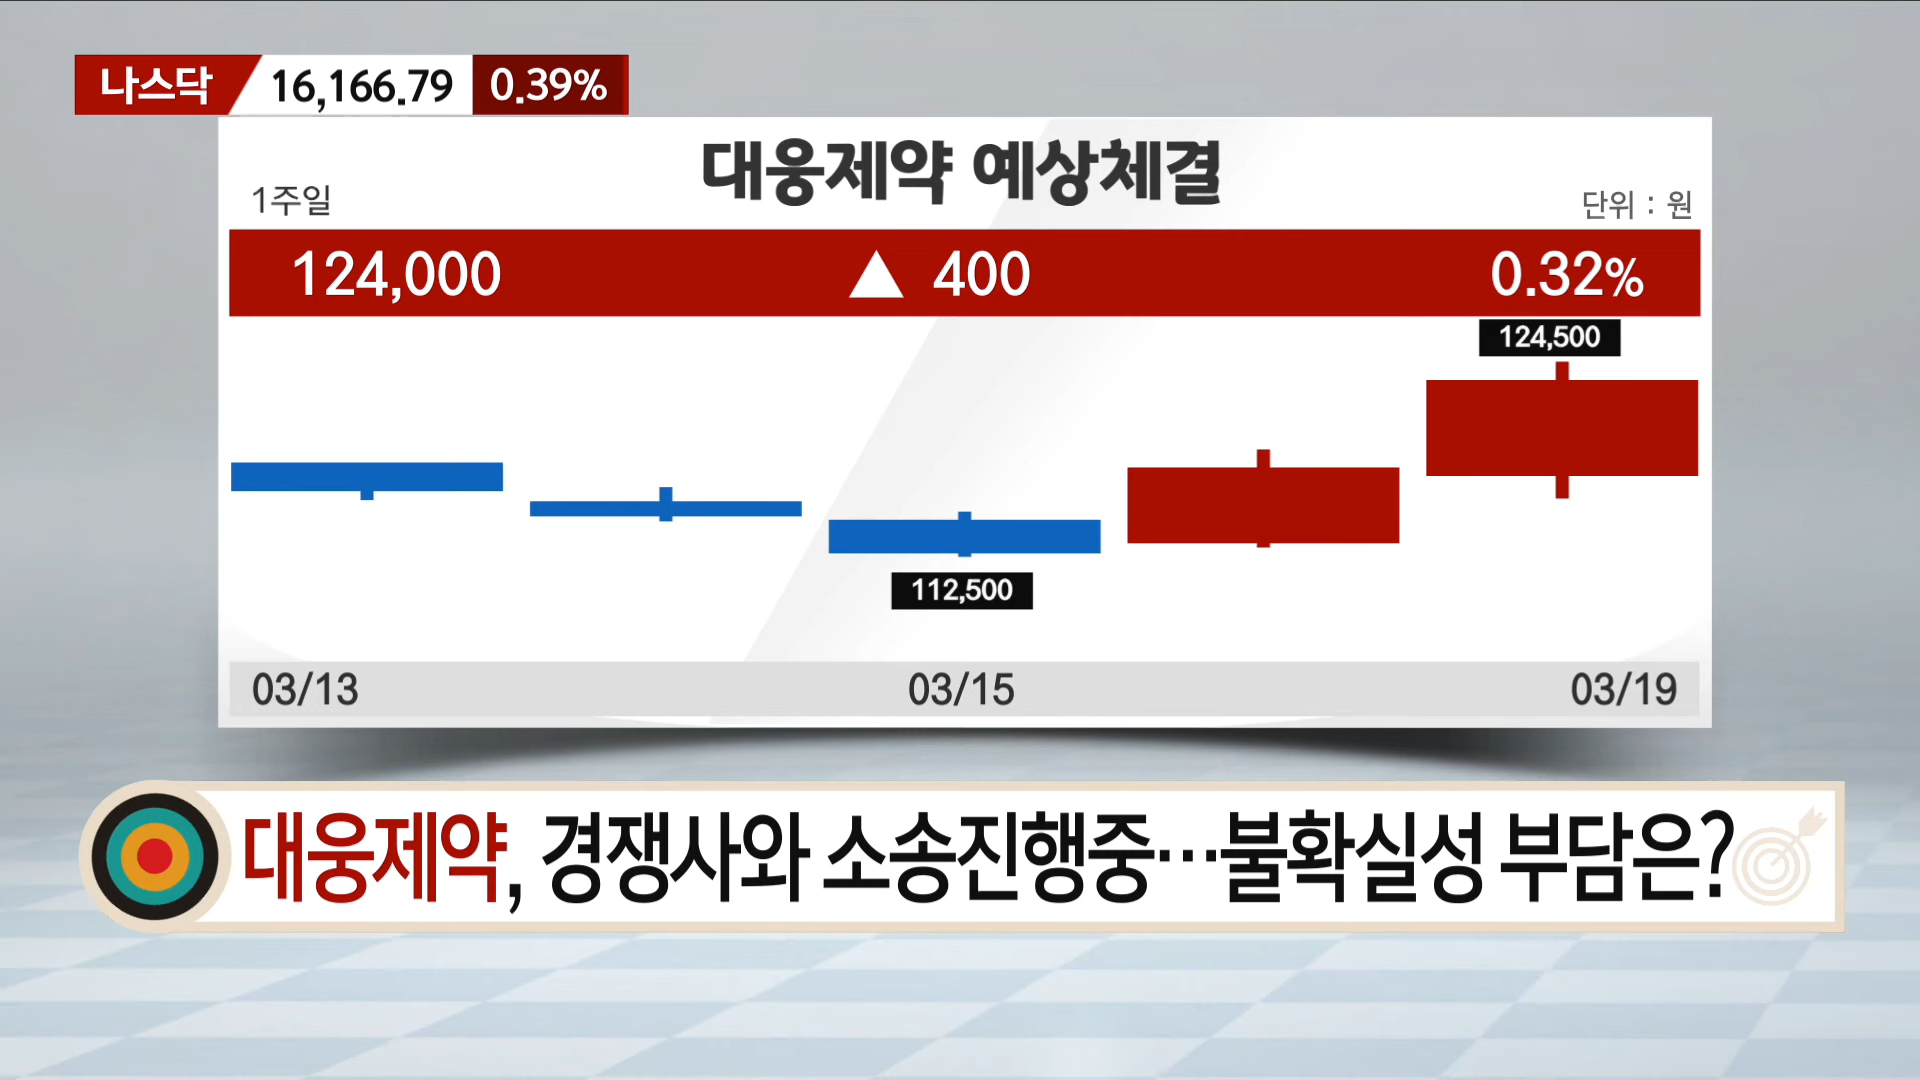 나스닥 16,166.79 0.39%
대웅제약 예상체결
1주일
단위 : 원
124,000 ▲ 400 0.32%
124,500
112,500
03/13 03/15 03/19
대웅제약, 경쟁사와 소송진행중…불확실성 부담은?